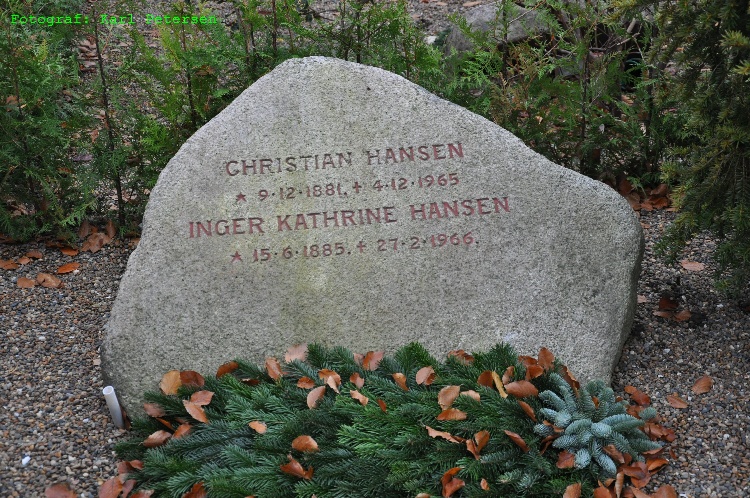 Fotograf: Karl Petersen
CHRISTIAN HANSEN
★ 9·12·1881. ✝ 4·12·1965
INGER KATHRINE HANSEN
★ 15·6·1885. ✝ 27·2·1966.